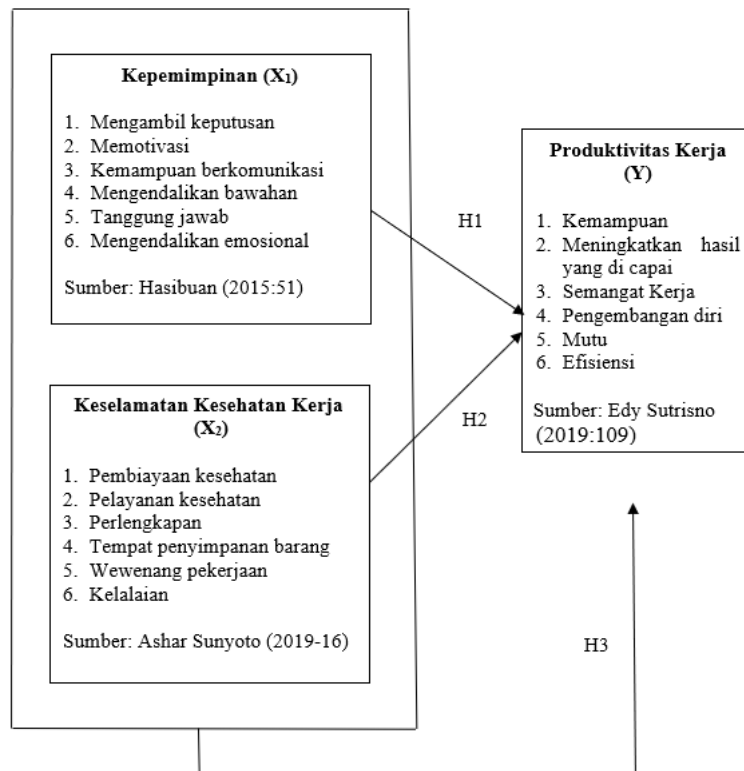 Kepemimpinan (X₁)
1. Mengambil keputusan
2. Memotivasi
3. Kemampuan berkomunikasi
4. Mengendalikan bawahan
5. Tanggung jawab
6. Mengendalikan emosional
Sumber: Hasibuan (2015:51)
H1
Keselamatan Kesehatan Kerja
(X₂)
1. Pembiayaan kesehatan
2. Pelayanan kesehatan
3. Perlengkapan
4. Tempat penyimpanan barang
5. Wewenang pekerjaan
6. Kelalaian
Sumber: Ashar Sunyoto (2019-16)
H2
Produktivitas Kerja
(Y)
1. Kemampuan
2. Meningkatkan hasil
yang di capai
3. Semangat Kerja
4. Pengembangan diri
5. Mutu
6. Efisiensi
Sumber: Edy Sutrisno
(2019:109)
H3